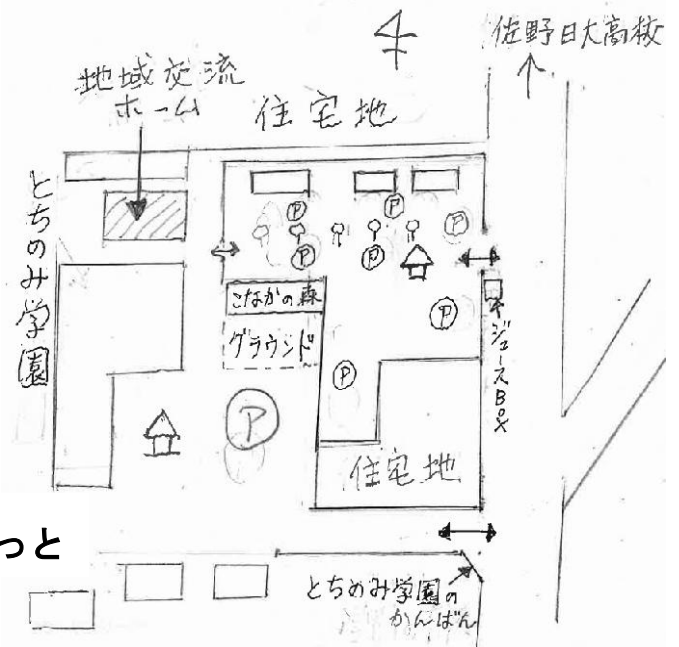 佐野日大高校
地域交流
ホーム
住宅地
とちのみ学園
Ⓟ
Ⓟ
Ⓟ
Ⓟ
Ⓟ
こなかの森
グラウンド
Ⓟ
ジュースBOX
Ⓟ
Ⓟ
住宅地
っと
とちのみ学園の
かんばん